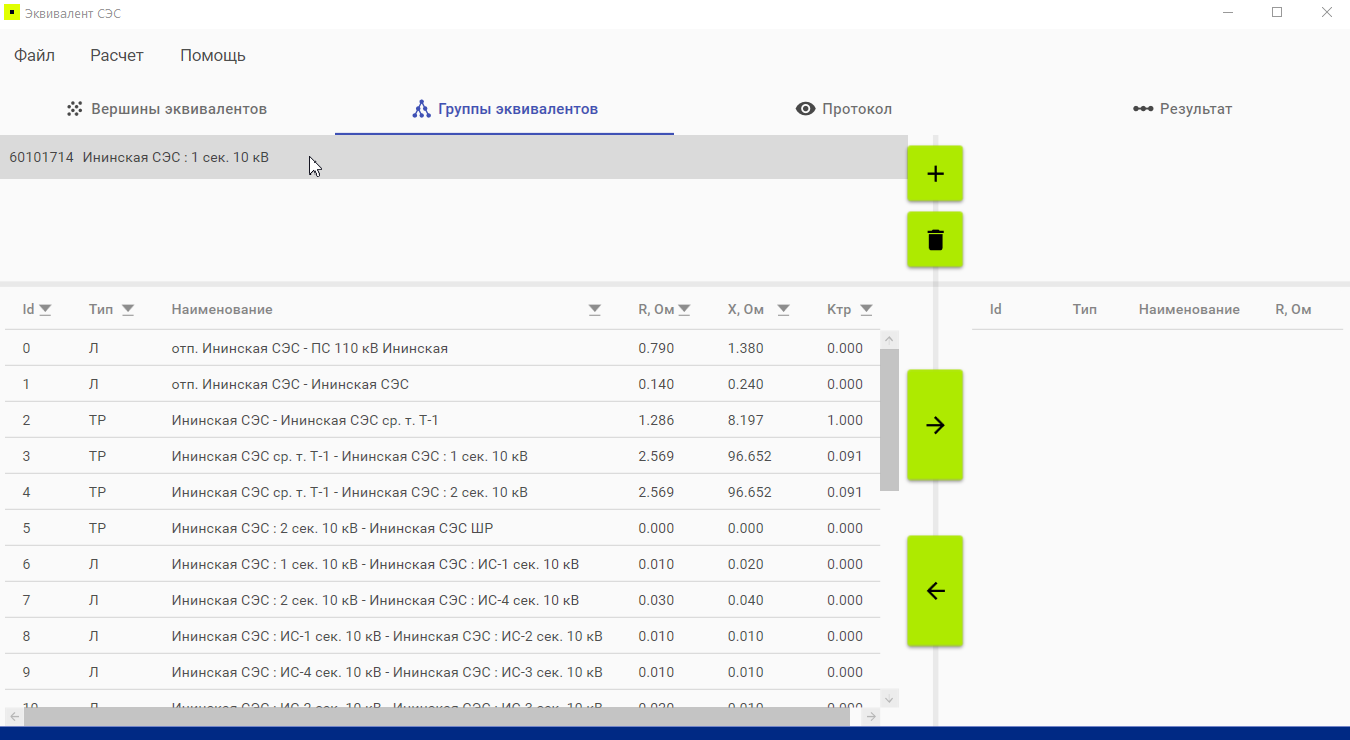 Эквивалент СЭС
Файл Расчет Помощь
Вершины эквивалентов Группы эквивалентов Протокол Результат
60101714 Ининская СЭС : 1 сек. 10 кВ
Id Тип Наименование R, Ом X, Ом Kтр Id Тип Наименование R, Ом
0 Л отп. Ининская СЭС - ПС 110 кВ Ининская 0.790 1.380 0.000
1 Л отп. Ининская СЭС - Ининская СЭС 0.140 0.240 0.000
2 ТР Ининская СЭС - Ининская СЭС ср. т. Т-1 1.286 8.197 1.000
3 ТР Ининская СЭС ср. т. Т-1 - Ининская СЭС : 1 сек. 10 кВ 2.569 96.652 0.091
4 ТР Ининская СЭС ср. т. Т-1 - Ининская СЭС : 2 сек. 10 кВ 2.569 96.652 0.091
5 ТР Ининская СЭС : 2 сек. 10 кВ - Ининская СЭС ШР 0.000 0.000 0.000
6 Л Ининская СЭС : 1 сек. 10 кВ - Ининская СЭС : ИС-1 сек. 10 кВ 0.010 0.020 0.000
7 Л Ининская СЭС : 2 сек. 10 кВ - Ининская СЭС : ИС-4 сек. 10 кВ 0.030 0.040 0.000
8 Л Ининская СЭС : ИС-1 сек. 10 кВ - Ининская СЭС : ИС-2 сек. 10 кВ 0.010 0.010 0.000
9 Л Ининская СЭС : ИС-4 сек. 10 кВ - Ининская СЭС : ИС-3 сек. 10 кВ 0.010 0.010 0.000